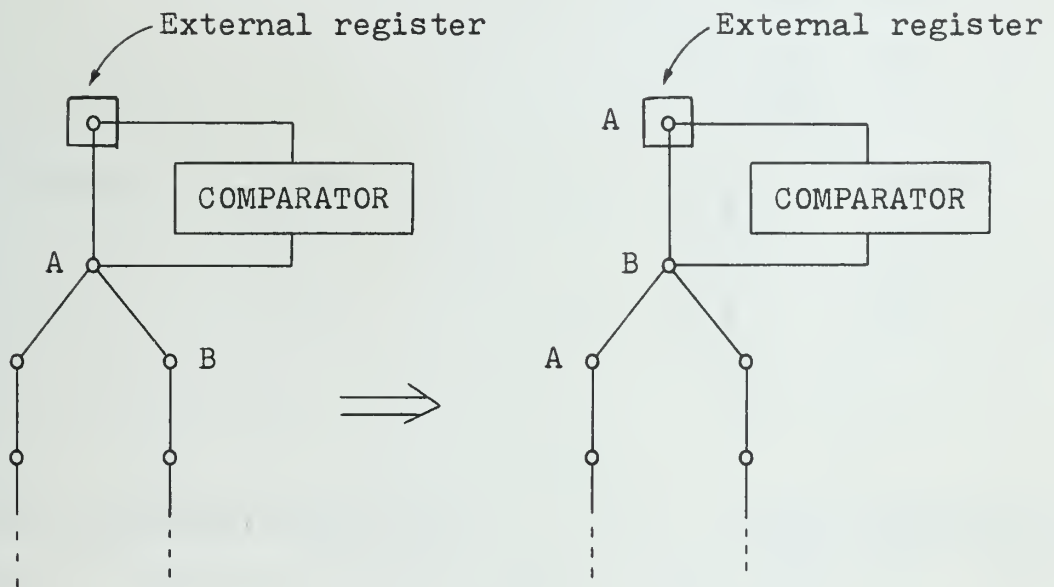 External register
External register
A
COMPARATOR
COMPARATOR
A
B
B
A